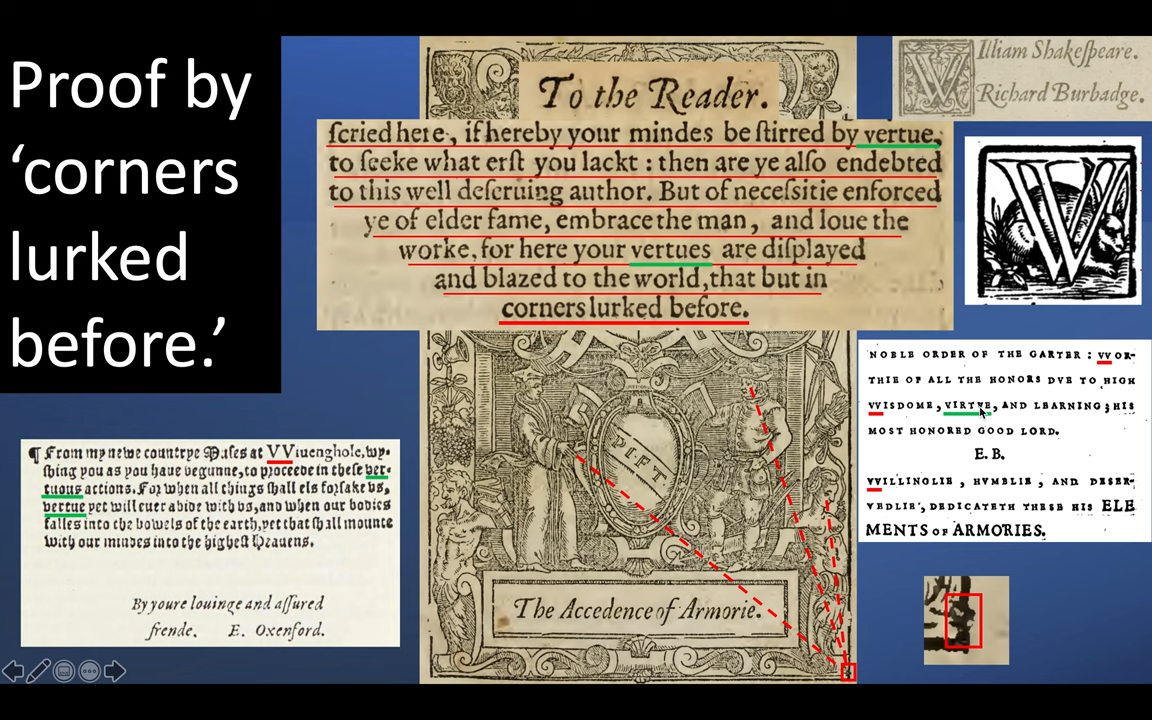 Proof by
‘corners
lurked
before.’
To the Reader.
ſcried here, if hereby your mindes be ſtirred by vertue,
to ſeeke what erſt you lackt : then are ye alſo endebted
to this well deſeruing author. But of neceſsitie enforced
ye of elder fame, embrace the man, and loue the
worke, for here your vertues are diſplayed
and blazed to the world, that but in
corners lurked before.
VVIlliam Shakeſpeare.
Richard Burbadge.
W
NOBLE ORDER OF THE GARTER : VVOR-
THIE OF ALL THE HONORS DVE TO HIGH
VVISDOME, VIRTVE, AND LEARNING; HIS
MOST HONORED GOOD LORD.
E. B.
VVILLINGLIE, HVMBLIE, AND DESER-
VEDLIE, DEDICATETH THESE HIS ELE
MENTS OF ARMORIES.
¶ From my newe countrye Muſes at VViuenghole, wy-
ſhing you as you haue begunne, to proceede in theſe ver-
tuous actions. For when all things ſhall els forſake vs,
vertue yet will euer abide with vs, and when our bodies
falles into the bowels of the earth, yet that ſhall mounte
with our mindes into the higheſt Heauens.
By youre louinge and aſſured
frende. E. Oxenford.
The Accedence of Armorie.